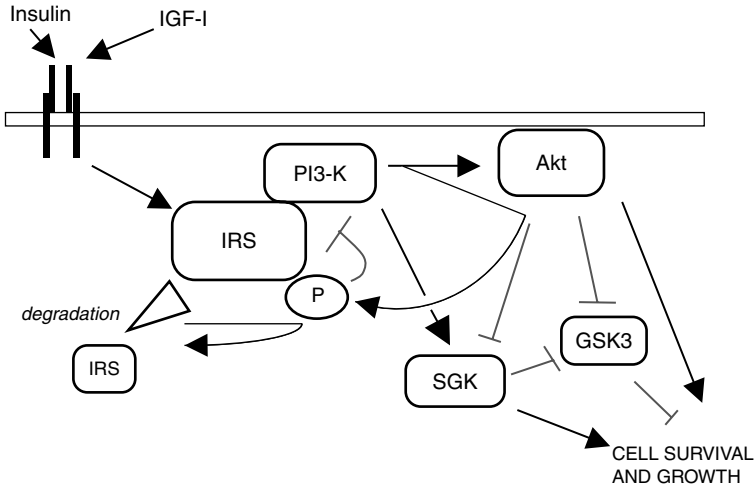 Insulin
IGF-I
PI3-K
Akt
IRS
P
degradation
IRS
GSK3
SGK
CELL SURVIVAL
AND GROWTH